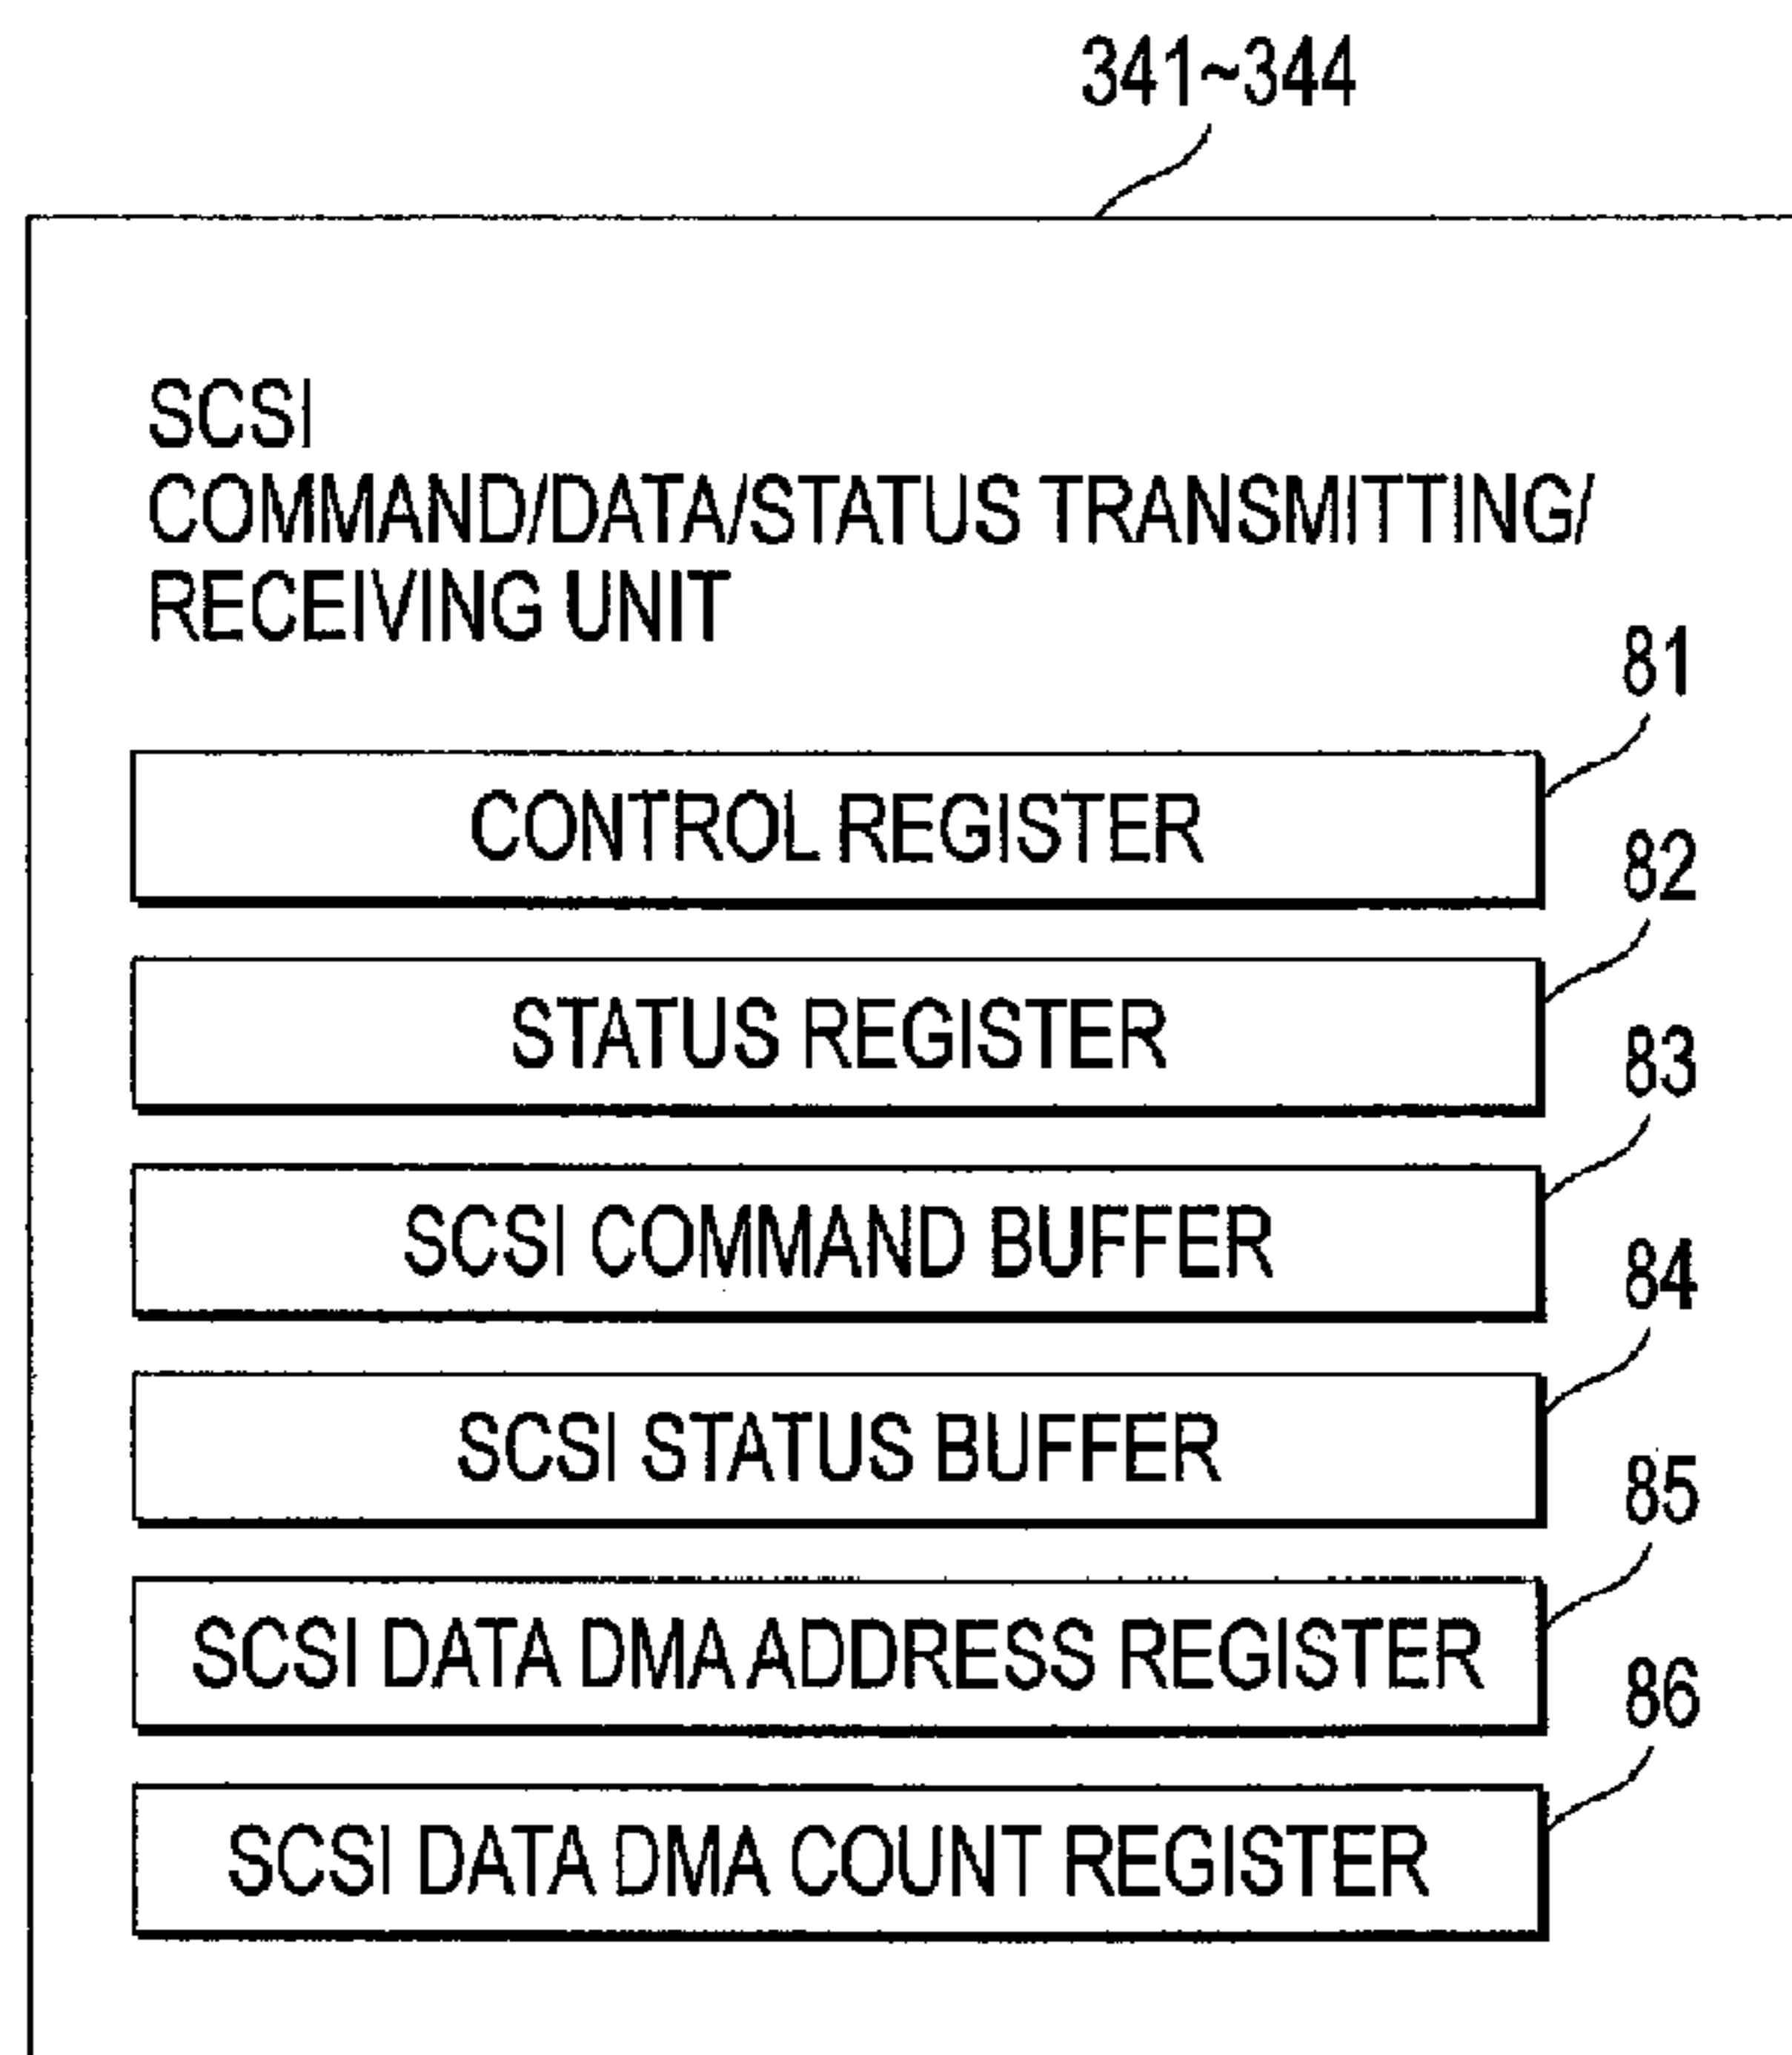 341~344
SCSI
COMMAND/DATA/STATUS TRANSMITTING/
RECEIVING UNIT
81
CONTROL REGISTER
82
STATUS REGISTER
83
SCSI COMMAND BUFFER
84
SCSI STATUS BUFFER
85
SCSI DATA DMA ADDRESS REGISTER
86
SCSI DATA DMA COUNT REGISTER